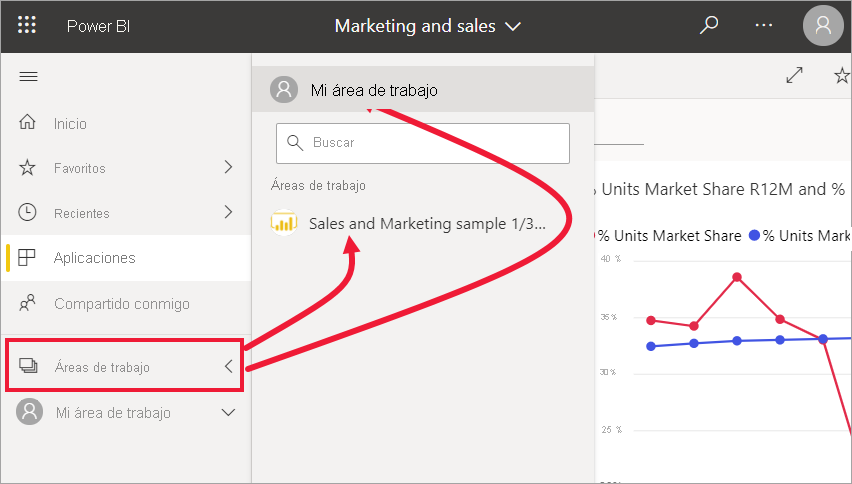 Power BI
Marketing and sales
Inicio
Favoritos
Recientes
Aplicaciones
Compartido conmigo
Áreas de trabajo
Mi área de trabajo
Mi área de trabajo
Buscar
Áreas de trabajo
Sales and Marketing sample 1/3...
Units Market Share R12M and %
% Units Market Share % Units Mark
40 %
35%
30%
25 %